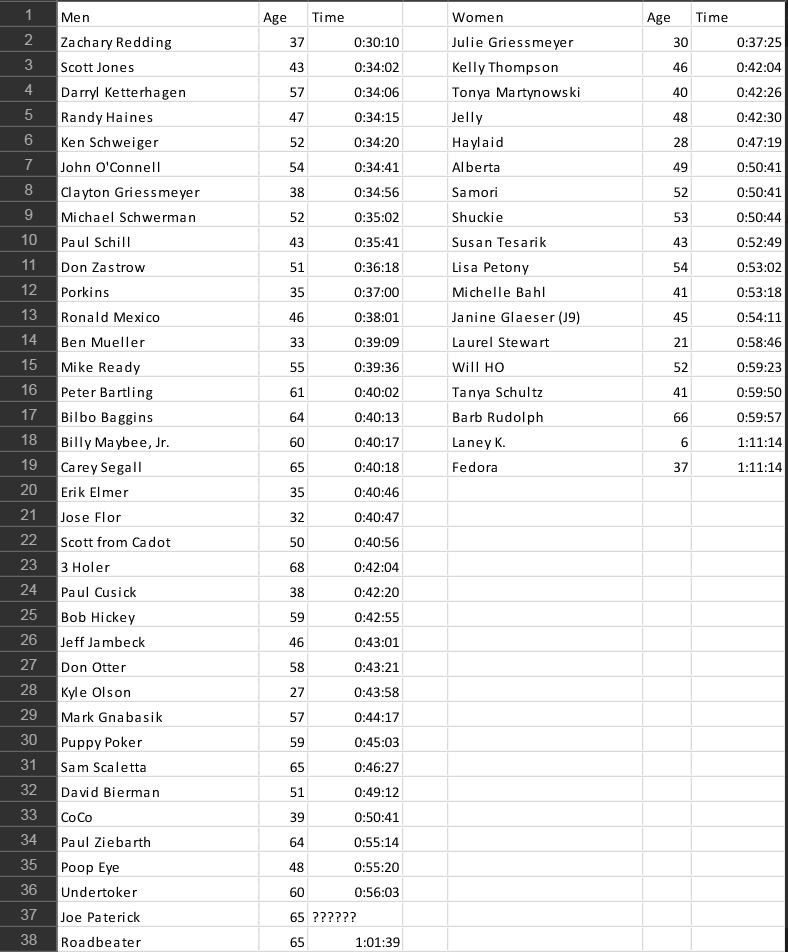 1 Men Age Time Women Age Time
2 Zachary Redding 37 0:30:10 Julie Griessmeyer 30 0:37:25
3 Scott Jones 43 0:34:02 Kelly Thompson 46 0:42:04
4 Darryl Ketterhagen 57 0:34:06 Tonya Martynowski 40 0:42:26
5 Randy Haines 47 0:34:15 Jelly 48 0:42:30
6 Ken Schweiger 52 0:34:20 Haylaid 28 0:47:19
7 John O'Connell 54 0:34:41 Alberta 49 0:50:41
8 Clayton Griessmeyer 38 0:34:56 Samori 52 0:50:41
9 Michael Schwerman 52 0:35:02 Shuckie 53 0:50:44
10 Paul Schill 43 0:35:41 Susan Tesarik 43 0:52:49
11 Don Zastrow 51 0:36:18 Lisa Petony 54 0:53:02
12 Porkins 35 0:37:00 Michelle Bahl 41 0:53:18
13 Ronald Mexico 46 0:38:01 Janine Glaeser (J9) 45 0:54:11
14 Ben Mueller 33 0:39:09 Laurel Stewart 21 0:58:46
15 Mike Ready 55 0:39:36 Will HO 52 0:59:23
16 Peter Bartling 61 0:40:02 Tanya Schultz 41 0:59:50
17 Bilbo Baggins 64 0:40:13 Barb Rudolph 66 0:59:57
18 Billy Maybee, Jr. 60 0:40:17 Laney K. 6 1:11:14
19 Carey Segall 65 0:40:18 Fedora 37 1:11:14
20 Erik Elmer 35 0:40:46
21 Jose Flor 32 0:40:47
22 Scott from Cadot 50 0:40:56
23 3 Holer 68 0:42:04
24 Paul Cusick 38 0:42:20
25 Bob Hickey 59 0:42:55
26 Jeff Jambeck 46 0:43:01
27 Don Otter 58 0:43:21
28 Kyle Olson 27 0:43:58
29 Mark Gnabasik 57 0:44:17
30 Puppy Poker 59 0:45:03
31 Sam Scaletta 65 0:46:27
32 David Bierman 51 0:49:12
33 CoCo 39 0:50:41
34 Paul Ziebarth 64 0:55:14
35 Poop Eye 48 0:55:20
36 Undertoker 60 0:56:03
37 Joe Paterick 65 ??????
38 Roadbeater 65 1:01:39